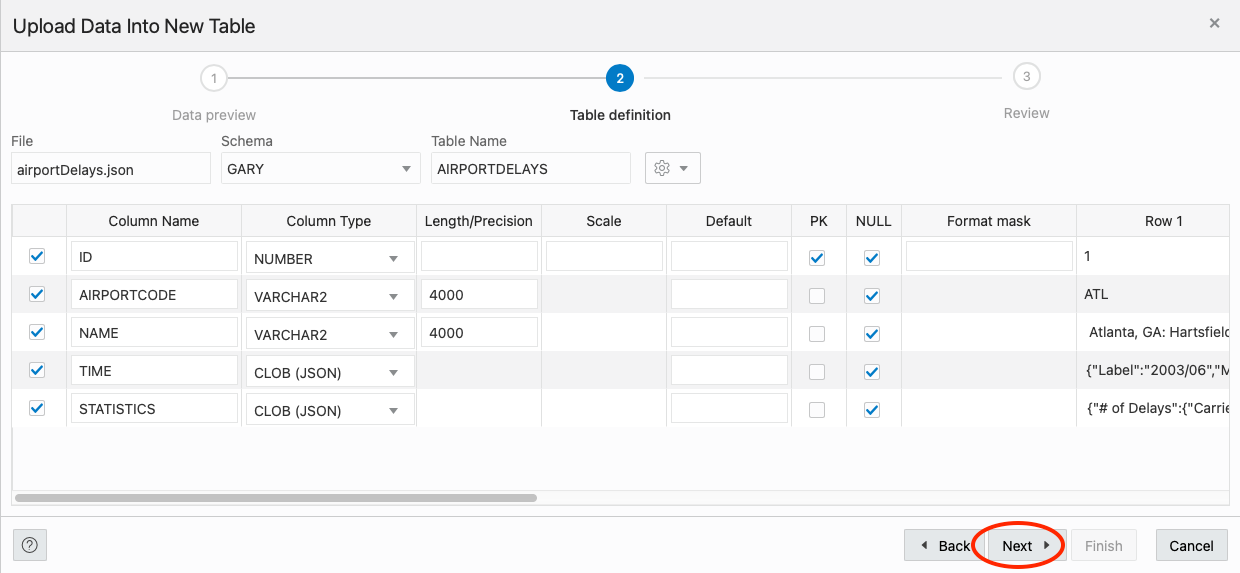 Upload Data Into New Table
1 2 3
Data preview Table definition Review
File Schema Table Name
airportDelays.json GARY AIRPORTDELAYS
Column Name Column Type Length/Precision Scale Default PK NULL Format mask Row 1
ID NUMBER 1
AIRPORTCODE VARCHAR2 4000 ATL
NAME VARCHAR2 4000 Atlanta, GA: Hartsfield
TIME CLOB (JSON) {"Label":"2003/06","M
STATISTICS CLOB (JSON) {"# of Delays":{"Carrie
? Back Next Finish Cancel